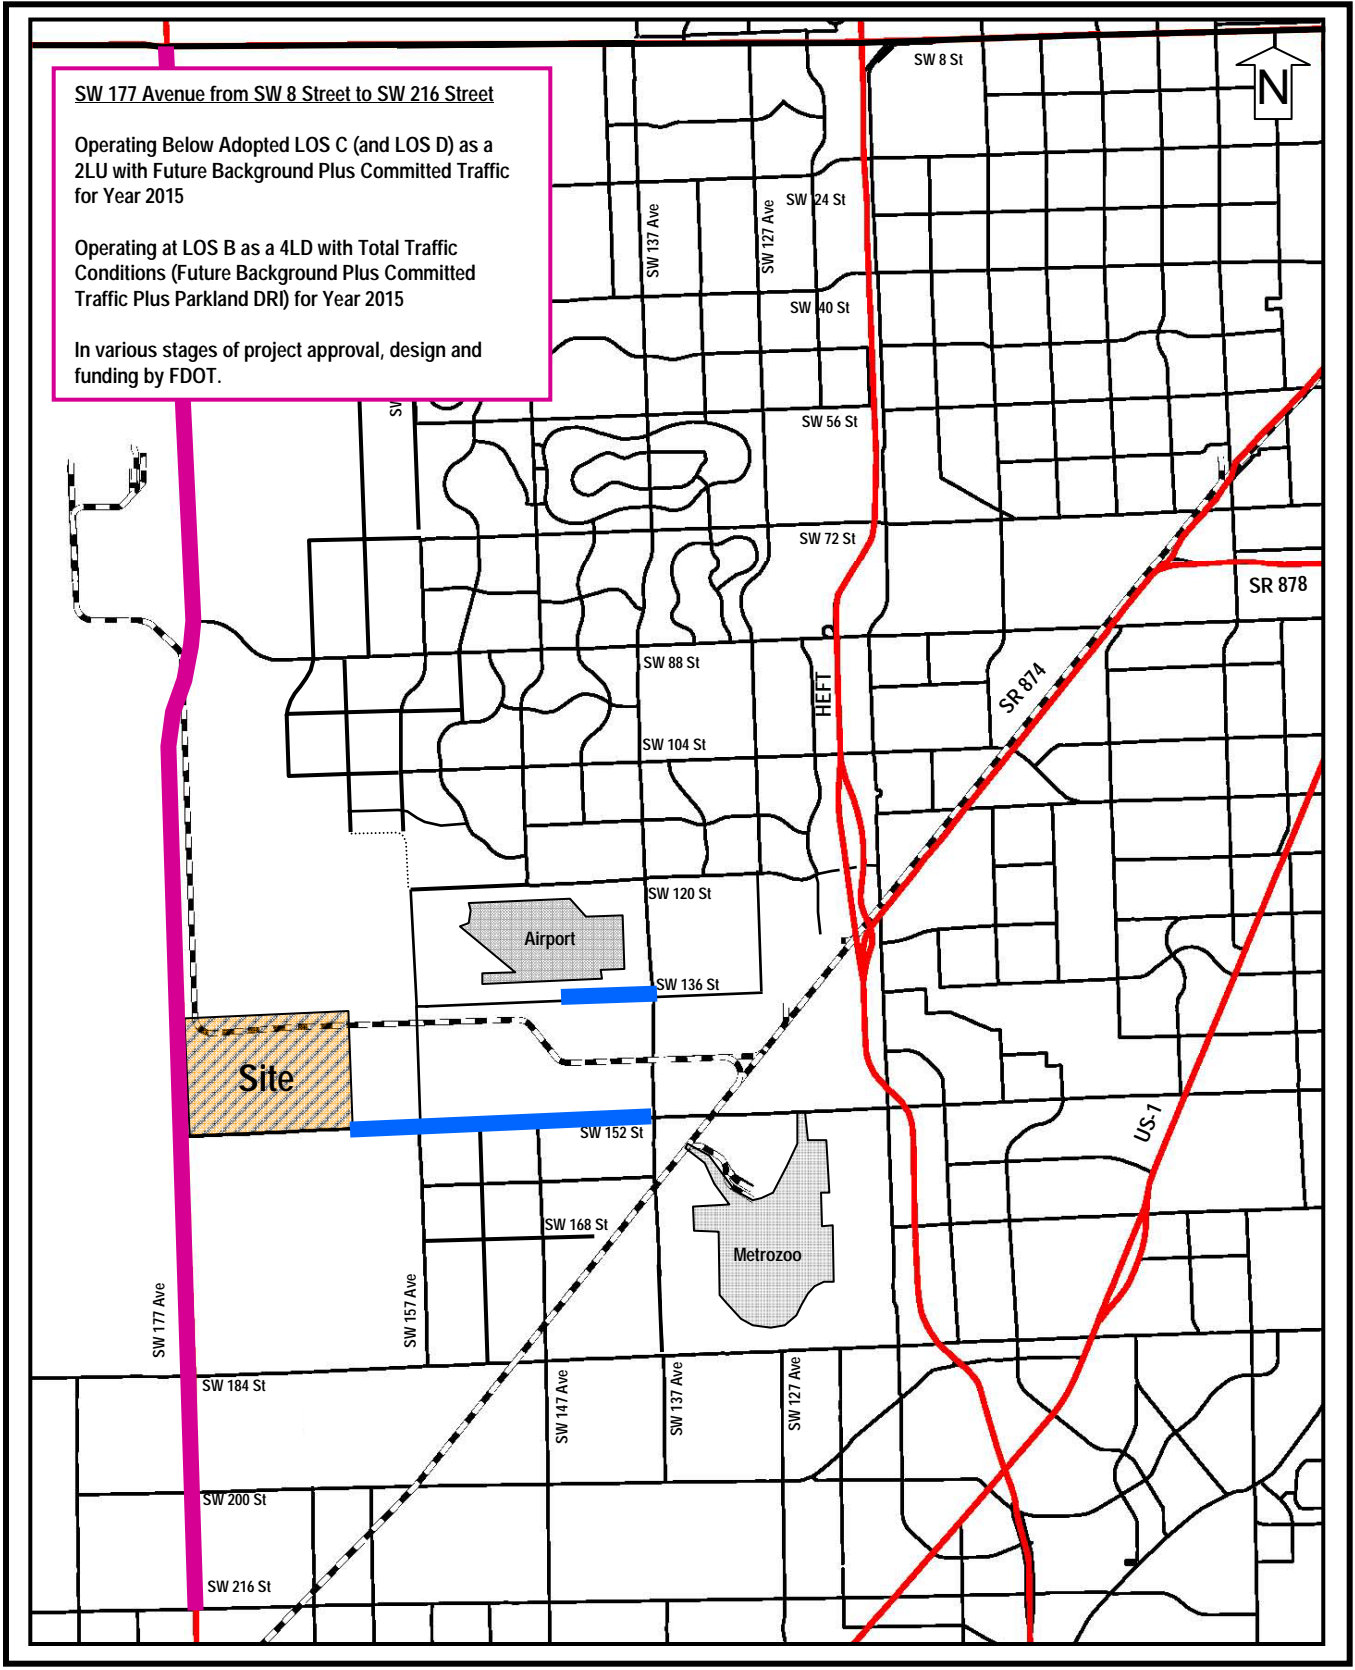 SW 8 St
N
SW 177 Avenue from SW 8 Street to SW 216 Street
Operating Below Adopted LOS C (and LOS D) as a
2LU with Future Background Plus Committed Traffic
for Year 2015
Operating at LOS B as a 4LD with Total Traffic
Conditions (Future Background Plus Committed
Traffic Plus Parkland DRI) for Year 2015
In various stages of project approval, design and
funding by FDOT.
SW 24 St
SW 137 Ave
SW 127 Ave
SW 40 St
SW
SW 56 St
SW 72 St
SR 878
SW 88 St
HEFT
SR 874
SW 104 St
SW 120 St
Airport
SW 136 St
Site
SW 152 St
US-1
SW 168 St
Metrozoo
SW 177 Ave
SW 157 Ave
SW 184 St
SW 147 Ave
SW 137 Ave
SW 127 Ave
SW 200 St
SW 216 St